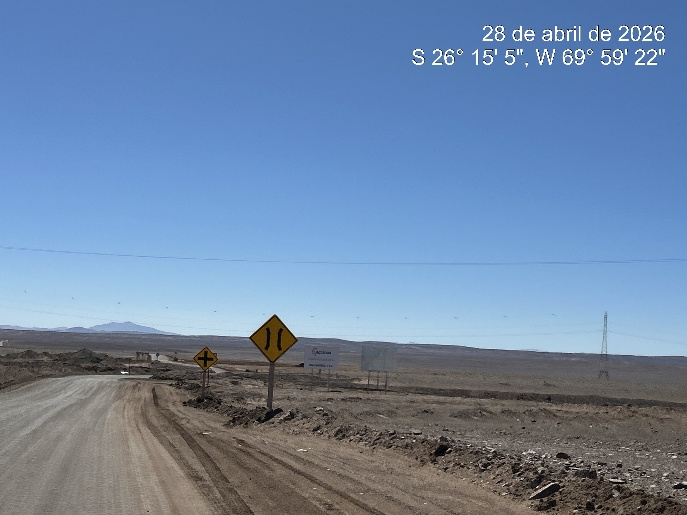 28 de abril de 2026
S 26° 15' 5", W 69° 59' 22"